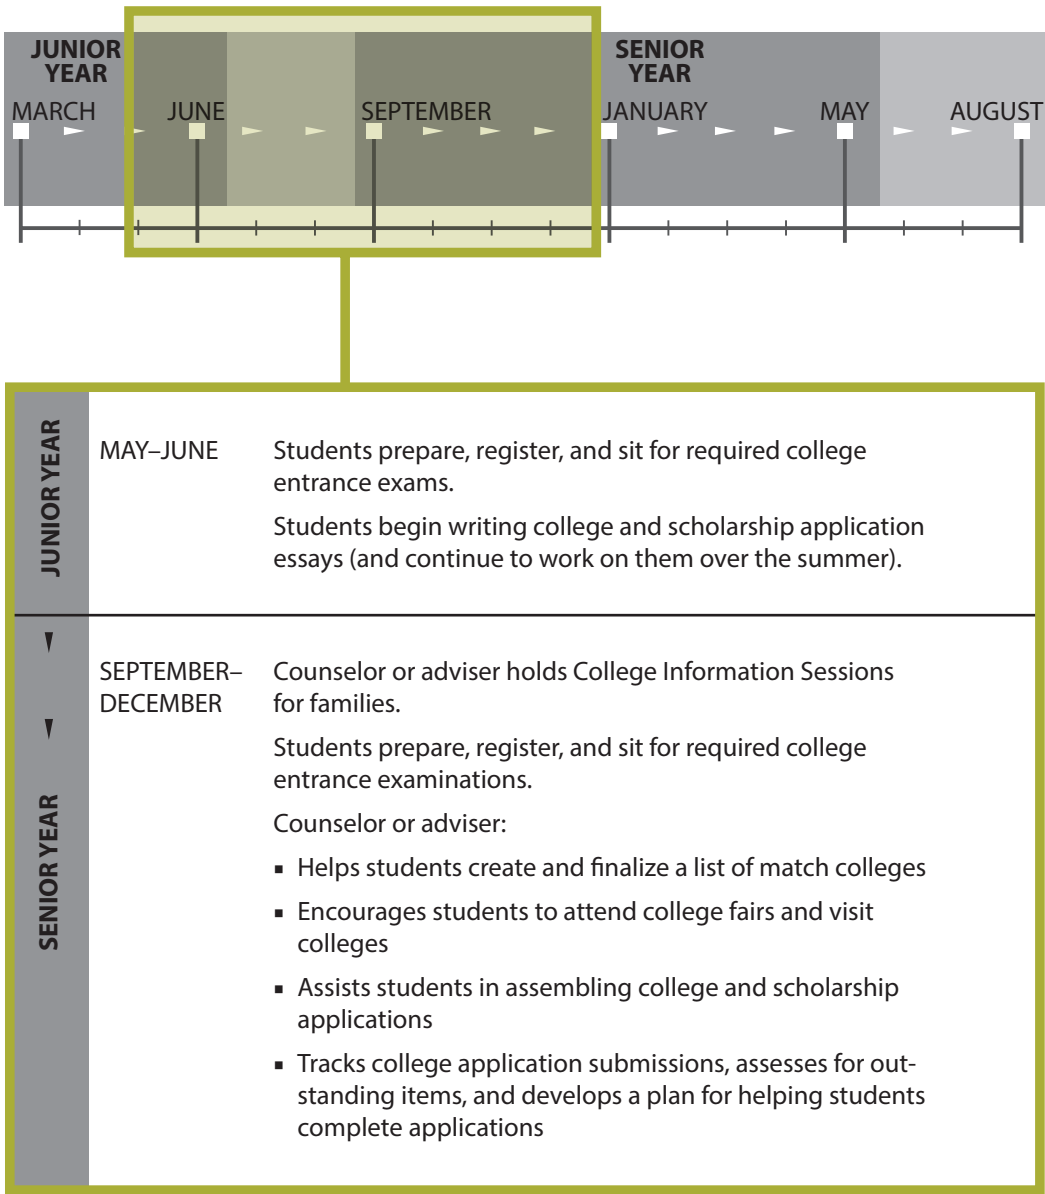 JUNIOR
YEAR
SENIOR
YEAR
MARCH JUNE SEPTEMBER JANUARY MAY AUGUST
JUNIOR YEAR
MAY–JUNE
Students prepare, register, and sit for required college
entrance exams.
Students begin writing college and scholarship application
essays (and continue to work on them over the summer).
SENIOR YEAR
SEPTEMBER–
DECEMBER
Counselor or adviser holds College Information Sessions
for families.
Students prepare, register, and sit for required college
entrance examinations.
Counselor or adviser:
▪ Helps students create and finalize a list of match colleges
▪ Encourages students to attend college fairs and visit
colleges
▪ Assists students in assembling college and scholarship
applications
▪ Tracks college application submissions, assesses for out-
standing items, and develops a plan for helping students
complete applications